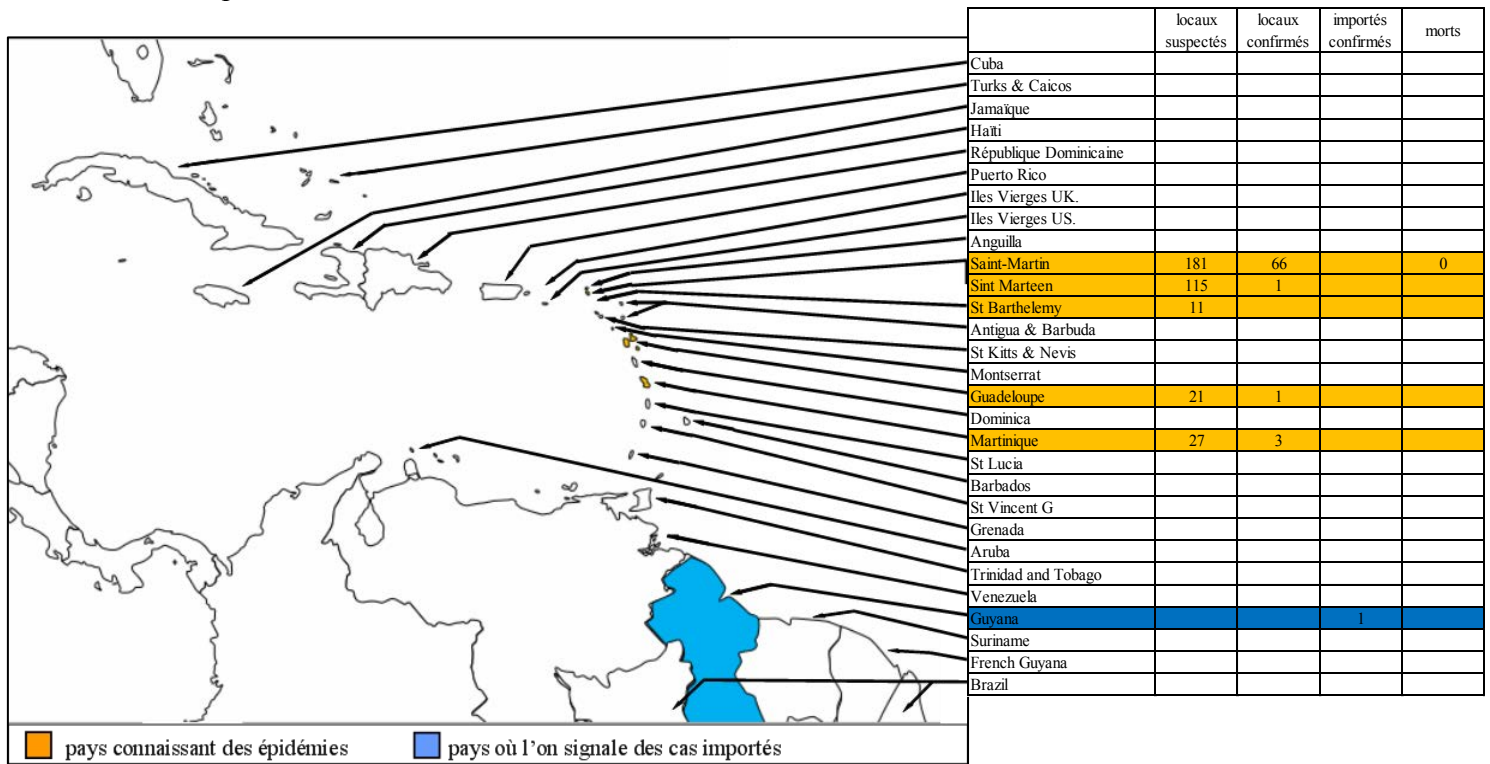 locaux suspectés locaux confirmés importés confirmés morts
Cuba
Turks & Caicos
Jamaïque
Haïti
République Dominicaine
Puerto Rico
Iles Vierges UK.
Iles Vierges US.
Anguilla
Saint-Martin 181 66 0
Sint Marteen 115 1
St Barthelemy 11
Antigua & Barbuda
St Kitts & Nevis
Montserrat
Guadeloupe 21 1
Dominica
Martinique 27 3
St Lucia
Barbados
St Vincent G
Grenada
Aruba
Trinidad and Tobago
Venezuela
Guyana 1
Suriname
French Guyana
Brazil
pays connaissant des épidémies pays où l'on signale des cas importés